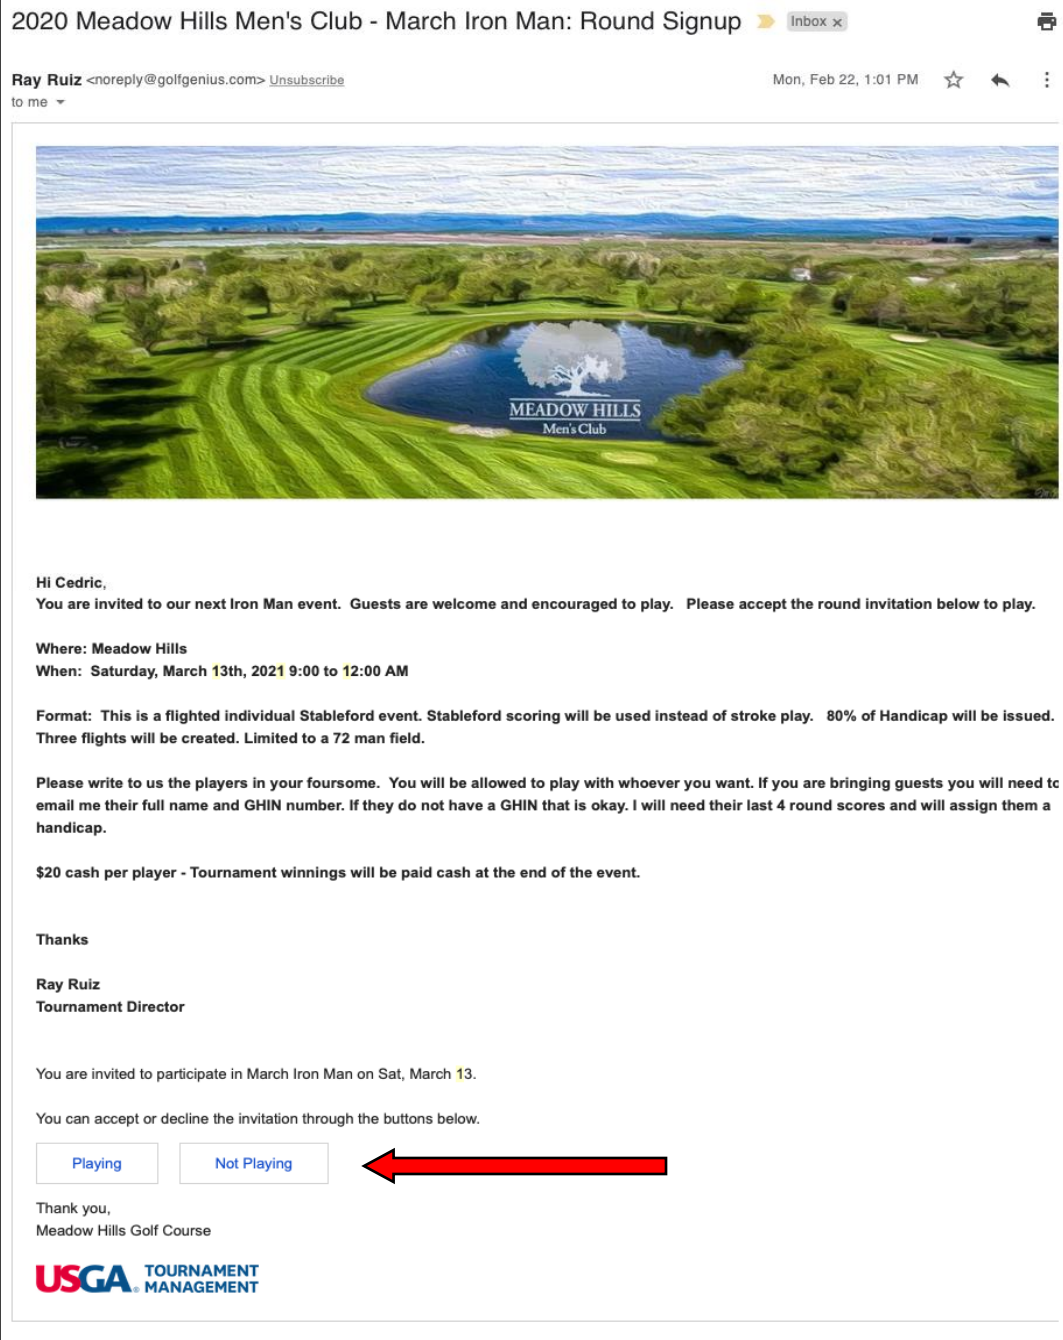 2020 Meadow Hills Men's Club - March Iron Man: Round Signup Inbox x
Ray Ruiz <noreply@golfgenius.com> Unsubscribe Mon, Feb 22, 1:01 PM
to me
MEADOW HILLS
Men's Club
Hi Cedric,
You are invited to our next Iron Man event. Guests are welcome and encouraged to play. Please accept the round invitation below to play.
Where: Meadow Hills
When: Saturday, March 13th, 2021 9:00 to 12:00 AM
Format: This is a flighted individual Stableford event. Stableford scoring will be used instead of stroke play. 80% of Handicap will be issued.
Three flights will be created. Limited to a 72 man field.
Please write to us the players in your foursome. You will be allowed to play with whoever you want. If you are bringing guests you will need to
email me their full name and GHIN number. If they do not have a GHIN that is okay. I will need their last 4 round scores and will assign them a
handicap.
$20 cash per player - Tournament winnings will be paid cash at the end of the event.
Thanks
Ray Ruiz
Tournament Director
You are invited to participate in March Iron Man on Sat, March 13.
You can accept or decline the invitation through the buttons below.
Playing Not Playing
Thank you,
Meadow Hills Golf Course
USGA. TOURNAMENT
MANAGEMENT